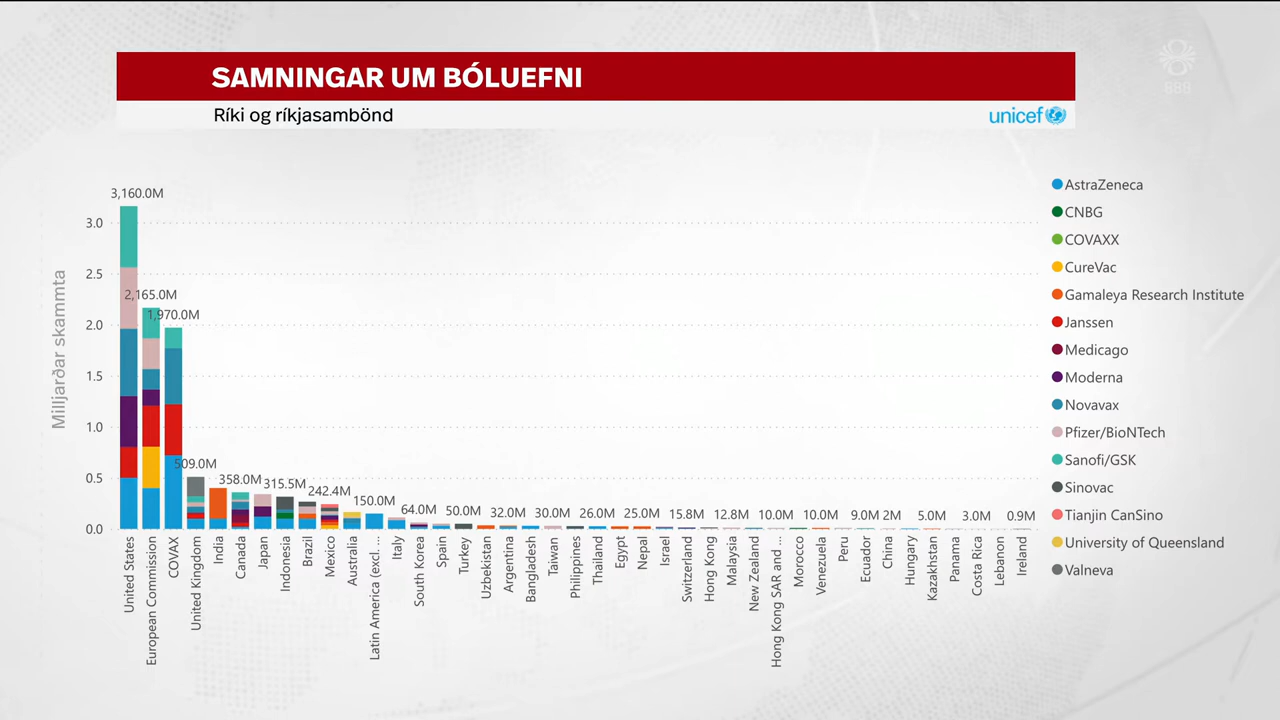 SAMNINGAR UM BÓLUEFNI
Ríki og ríkjasambönd
unicef
888
Milljarðar skammta
3.0
2.5
2.0
1.5
1.0
0.5
0.0
3,160.0M
2,165.0M
1,970.0M
509.0M
358.0M
315.5M
242.4M
150.0M
64.0M
50.0M
32.0M
30.0M
26.0M
25.0M
15.8M
12.8M
10.0M
10.0M
9.0M
2M
5.0M
3.0M
0.9M
United States
European Commission
COVAX
United Kingdom
India
Canada
Japan
Indonesia
Brazil
Mexico
Australia
Latin America (excl. ...
Italy
South Korea
Spain
Turkey
Uzbekistan
Argentina
Bangladesh
Taiwan
Philippines
Thailand
Egypt
Nepal
Israel
Switzerland
Hong Kong
Malaysia
New Zealand
Hong Kong SAR and ...
Morocco
Venezuela
Peru
Ecuador
China
Hungary
Kazakhstan
Panama
Costa Rica
Lebanon
Ireland
AstraZeneca
CNBG
COVAXX
CureVac
Gamaleya Research Institute
Janssen
Medicago
Moderna
Novavax
Pfizer/BioNTech
Sanofi/GSK
Sinovac
Tianjin CanSino
University of Queensland
Valneva